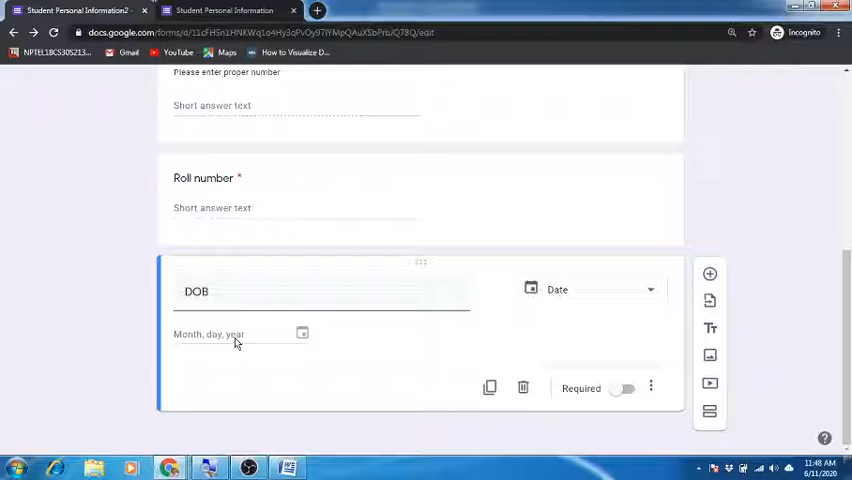 Student Personal Information2 -
Student Personal Information
docs.google.com/forms/d/11cFHSn1HNKWq1o4Hy3qPvOy97lYMpQAuXSbPrbJQ78Q/edit
Incognito
NPTEL18CS30S213...
Gmail
YouTube
Maps
How to Visualize D...
Please enter proper number
Short answer text
Roll number *
Short answer text
DOB
Date
Month, day, year
Required
11:48 AM
6/11/2020